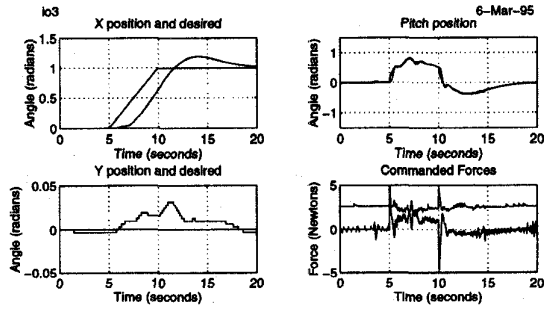 io3
6-Mar-95
X position and desired
Pitch position
Angle (radians)
1.5
1
0.5
0
0 5 10 15 20
Time (seconds)
Angle (radians)
1
0
-1
0 5 10 15 20
Time (seconds)
Y position and desired
Commanded Forces
Angle (radians)
0.05
0
-0.05
0 5 10 15 20
Time (seconds)
Force (Newtons)
5
0
-5
0 5 10 15 20
Time (seconds)